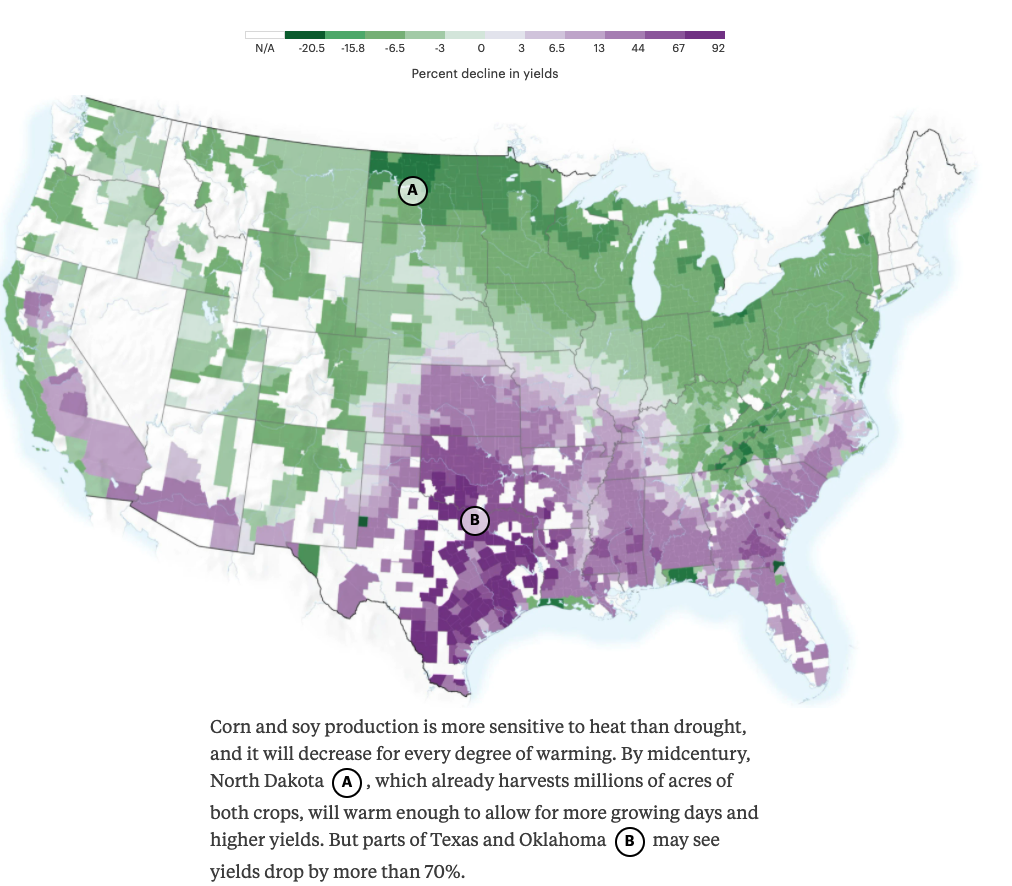 N/A -20.5 -15.8 -6.5 -3 0 3 6.5 13 44 67 92
Percent decline in yields
A
B
Corn and soy production is more sensitive to heat than drought,
and it will decrease for every degree of warming. By midcentury,
North Dakota A , which already harvests millions of acres of
both crops, will warm enough to allow for more growing days and
higher yields. But parts of Texas and Oklahoma B may see
yields drop by more than 70%.